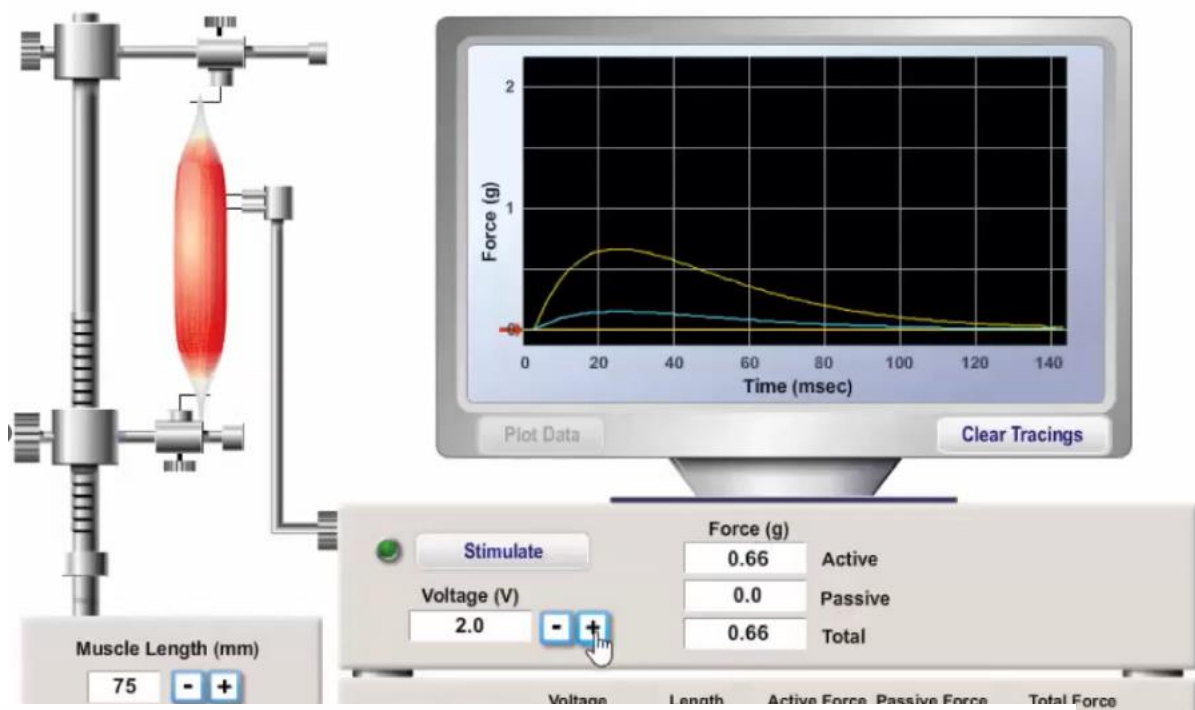 2
1
0
Force (g)
0 20 40 60 80 100 120 140
Time (msec)
Plot Data
Clear Tracings
Stimulate
Voltage (V)
2.0 - +
Force (g)
0.66 Active
0.0 Passive
0.66 Total
Muscle Length (mm)
75 - +
Voltage Length Active Force Passive Force Total Force